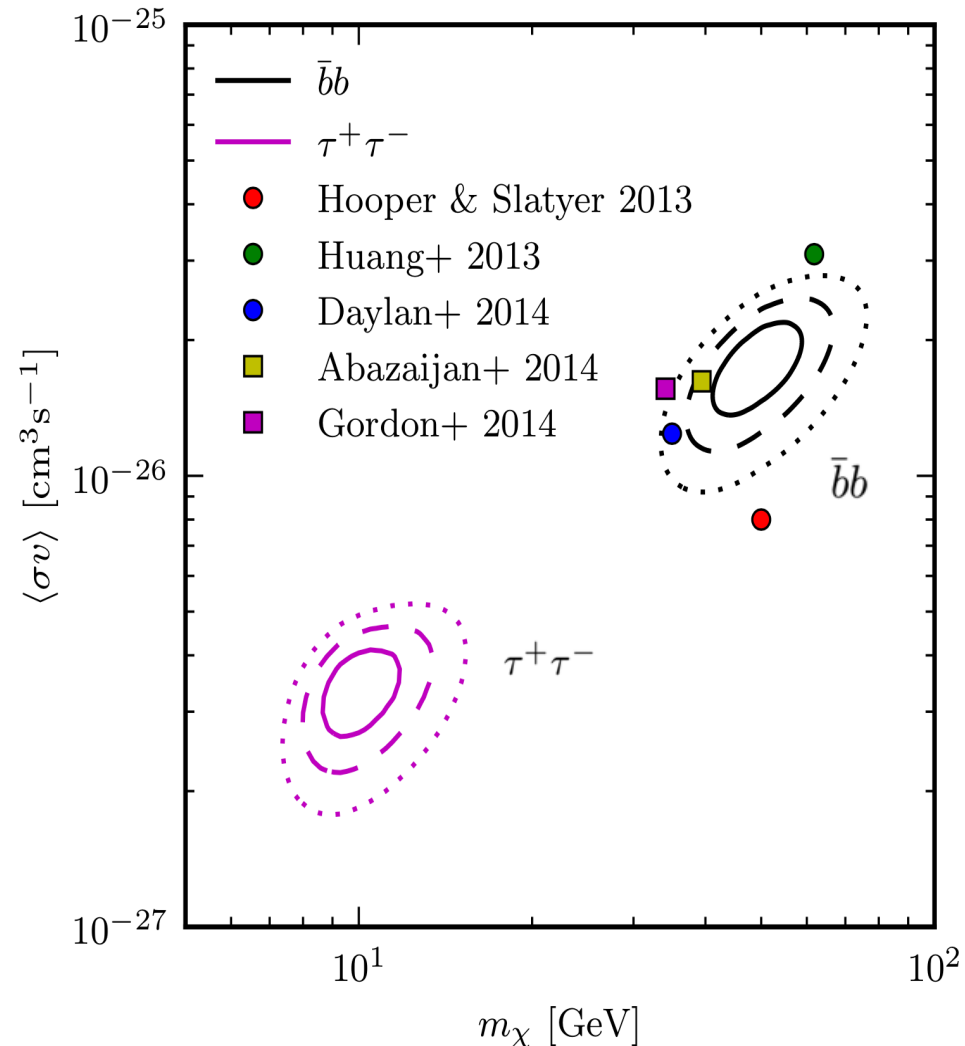 10⁻²⁵
b̄b
τ⁺τ⁻
Hooper & Slatyer 2013
Huang+ 2013
Daylan+ 2014
Abazaijan+ 2014
Gordon+ 2014
⟨σv⟩ [cm³s⁻¹]
10⁻²⁶
b̄b
τ⁺τ⁻
10⁻²⁷
10¹
10²
mχ [GeV]